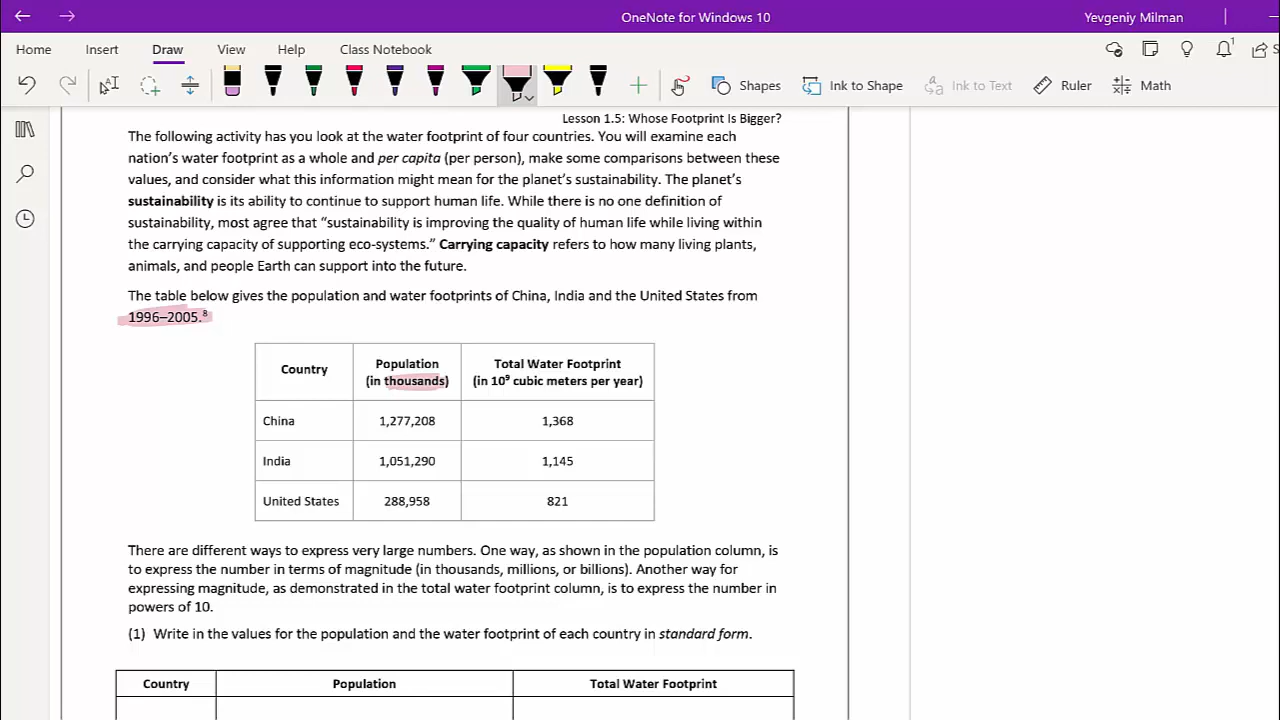 OneNote for Windows 10
Yevgeniy Milman
Home Insert Draw View Help Class Notebook
Shapes Ink to Shape Ink to Text Ruler Math
Lesson 1.5: Whose Footprint Is Bigger?
The following activity has you look at the water footprint of four countries. You will examine each
nation's water footprint as a whole and per capita (per person), make some comparisons between these
values, and consider what this information might mean for the planet's sustainability. The planet's
sustainability is its ability to continue to support human life. While there is no one definition of
sustainability, most agree that "sustainability is improving the quality of human life while living within
the carrying capacity of supporting eco-systems." Carrying capacity refers to how many living plants,
animals, and people Earth can support into the future.
The table below gives the population and water footprints of China, India and the United States from
1996–2005.⁸
Country Population Total Water Footprint
(in thousands) (in 10⁹ cubic meters per year)
China 1,277,208 1,368
India 1,051,290 1,145
United States 288,958 821
There are different ways to express very large numbers. One way, as shown in the population column, is
to express the number in terms of magnitude (in thousands, millions, or billions). Another way for
expressing magnitude, as demonstrated in the total water footprint column, is to express the number in
powers of 10.
(1) Write in the values for the population and the water footprint of each country in standard form.
Country Population Total Water Footprint